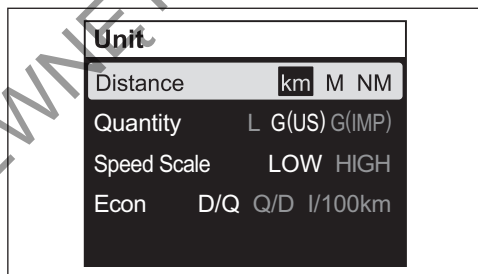 Unit
Distance km M NM
Quantity L G(US) G(IMP)
Speed Scale LOW HIGH
Econ D/Q Q/D l/100km